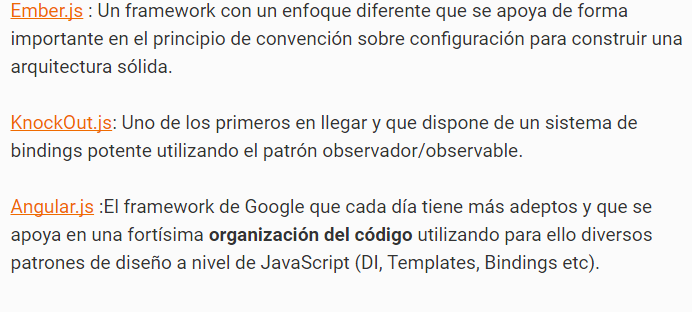 Ember.js : Un framework con un enfoque diferente que se apoya de forma
importante en el principio de convención sobre configuración para construir una
arquitectura sólida.
KnockOut.js: Uno de los primeros en llegar y que dispone de un sistema de
bindings potente utilizando el patrón observador/observable.
Angular.js :El framework de Google que cada día tiene más adeptos y que se
apoya en una fortísima organización del código utilizando para ello diversos
patrones de diseño a nivel de JavaScript (DI, Templates, Bindings etc).